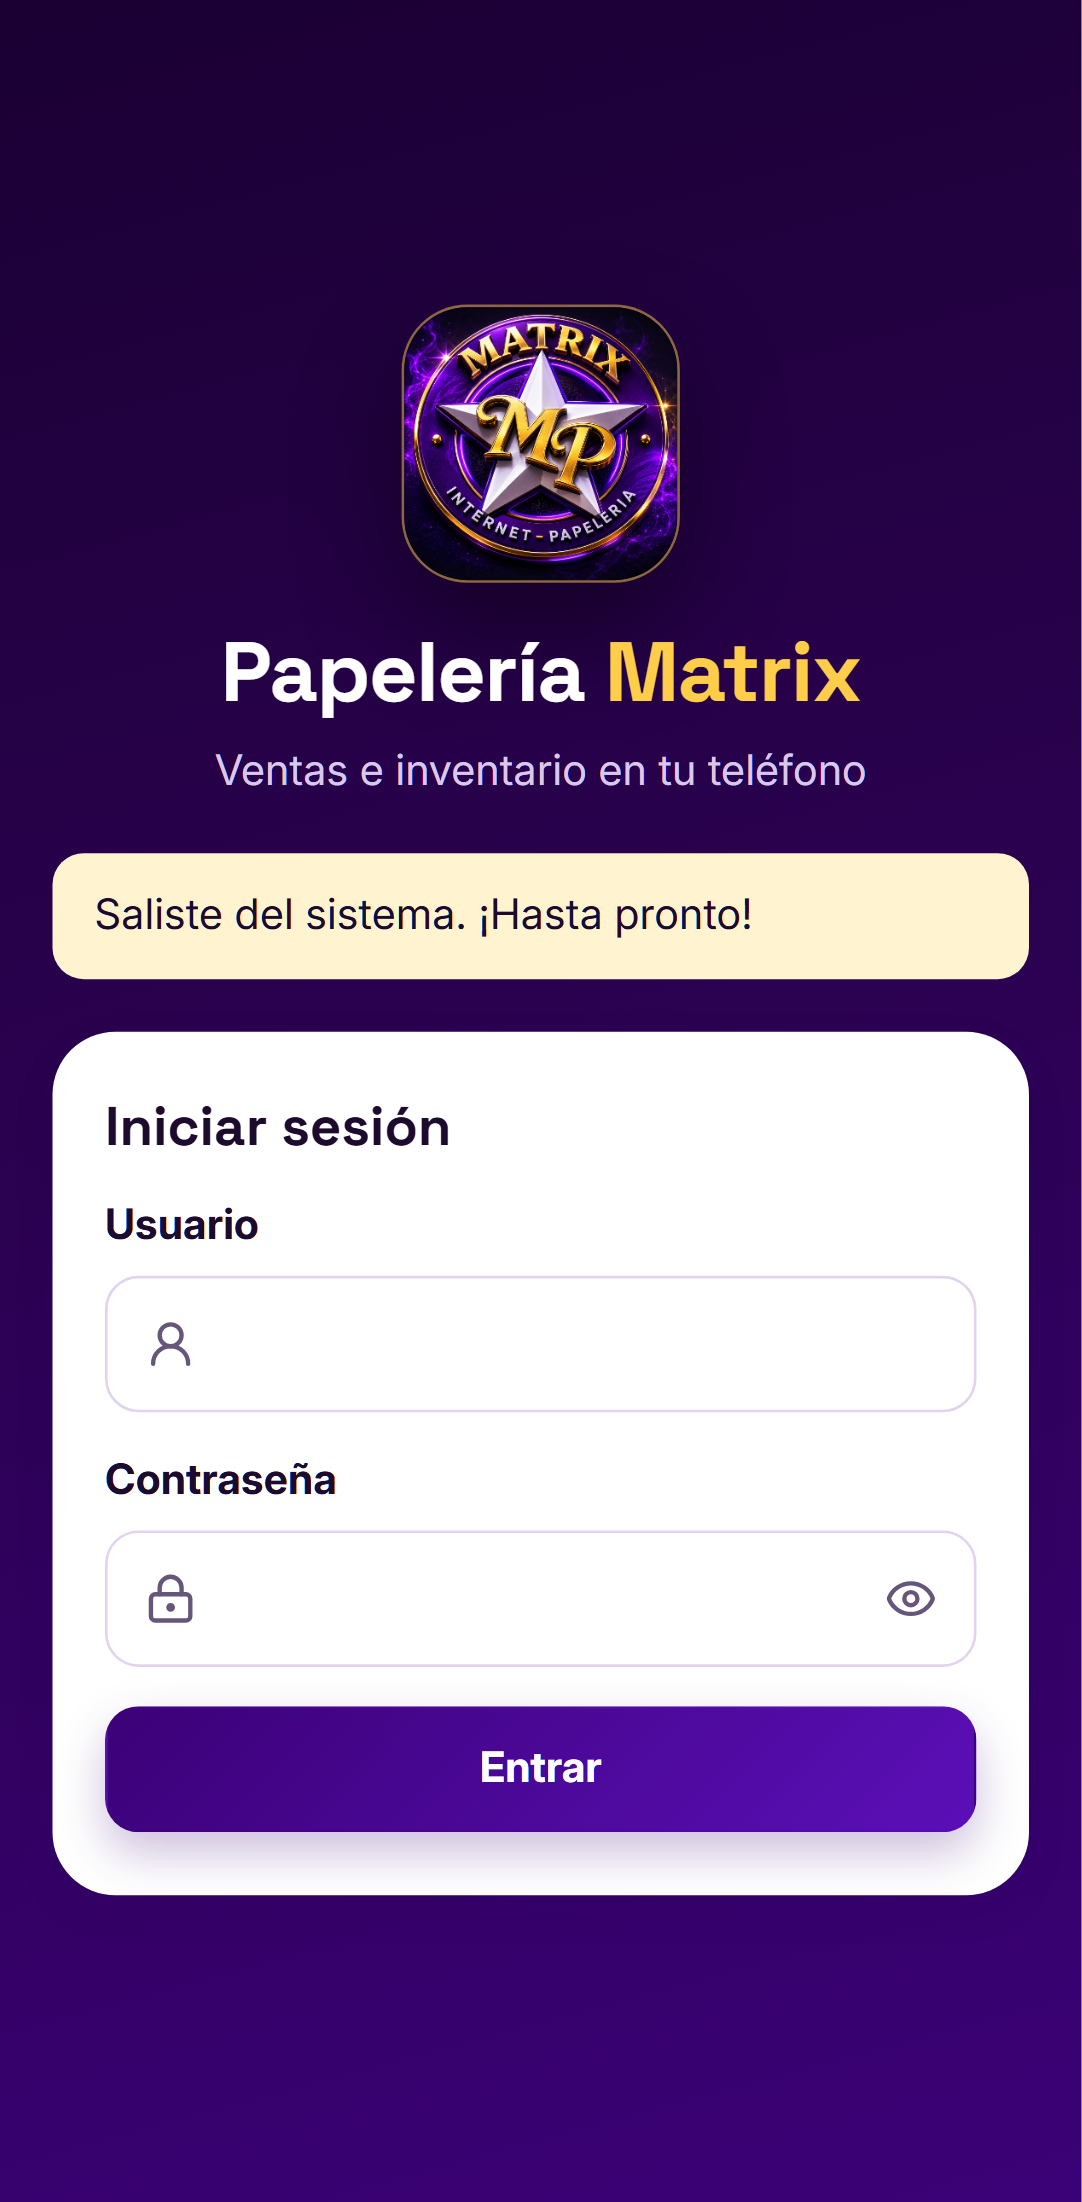 MATRIX
MP
INTERNET - PAPELERIA
Papelería Matrix
Ventas e inventario en tu teléfono
Saliste del sistema. ¡Hasta pronto!
Iniciar sesión
Usuario
Contraseña
Entrar